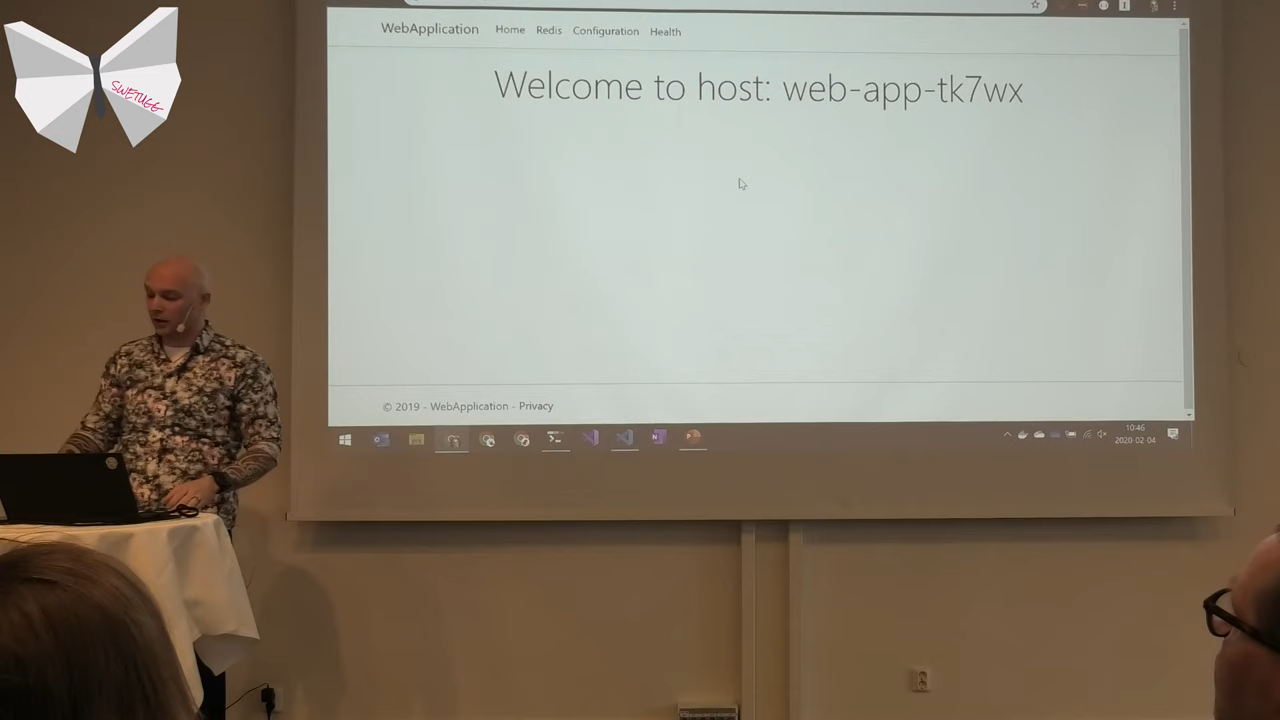 SWETUGG
WebApplication Home Redis Configuration Health
Welcome to host: web-app-tk7wx
© 2019 - WebApplication - Privacy
10:46
2020-02-04